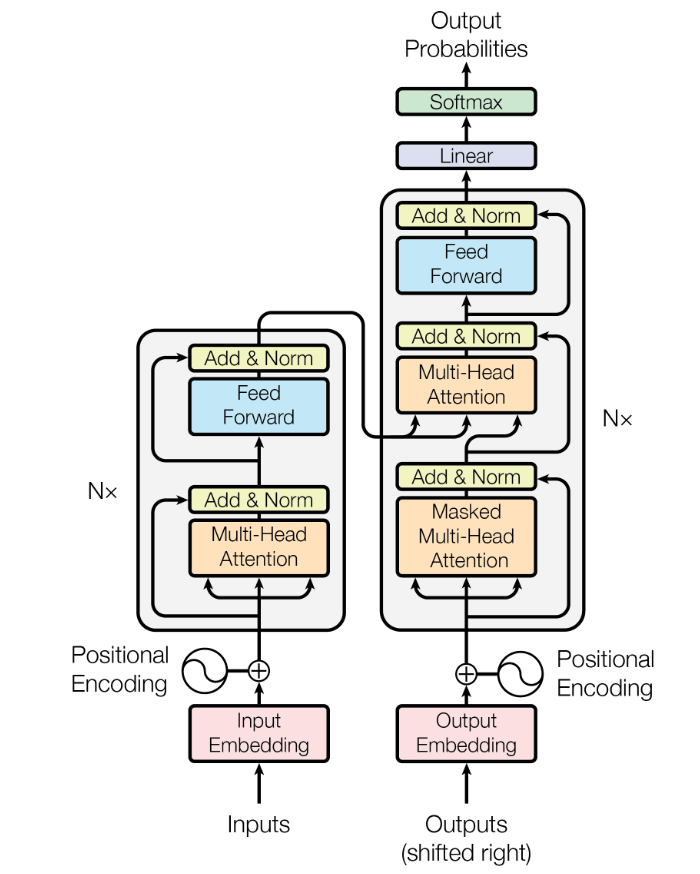 Output
Probabilities
Softmax
Linear
Add & Norm
Feed
Forward
Add & Norm
Multi-Head
Attention
Add & Norm
Masked
Multi-Head
Attention
N×
Add & Norm
Feed
Forward
Add & Norm
Multi-Head
Attention
N×
Positional
Encoding
Positional
Encoding
Input
Embedding
Output
Embedding
Inputs
Outputs
(shifted right)